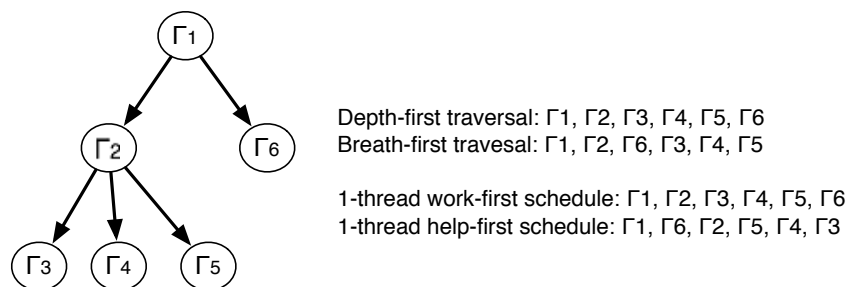 Γ1
Γ2
Γ6
Γ3
Γ4
Γ5
Depth-first traversal: Γ1, Γ2, Γ3, Γ4, Γ5, Γ6
Breath-first travesal: Γ1, Γ2, Γ6, Γ3, Γ4, Γ5
1-thread work-first schedule: Γ1, Γ2, Γ3, Γ4, Γ5, Γ6
1-thread help-first schedule: Γ1, Γ6, Γ2, Γ5, Γ4, Γ3